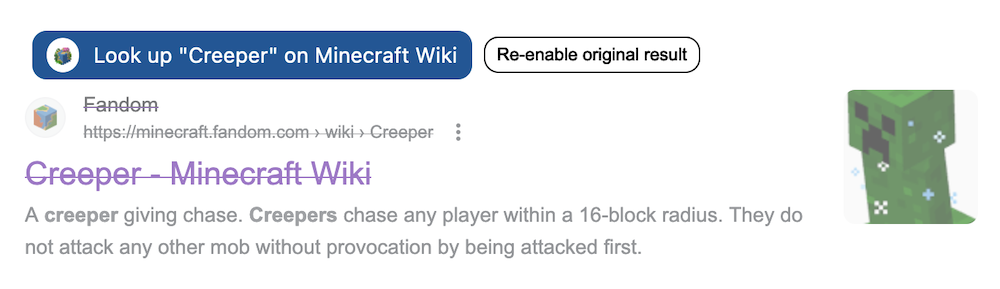 Look up "Creeper" on Minecraft Wiki
Re-enable original result
Fandom
https://minecraft.fandom.com › wiki › Creeper
Creeper - Minecraft Wiki
A creeper giving chase. Creepers chase any player within a 16-block radius. They do
not attack any other mob without provocation by being attacked first.